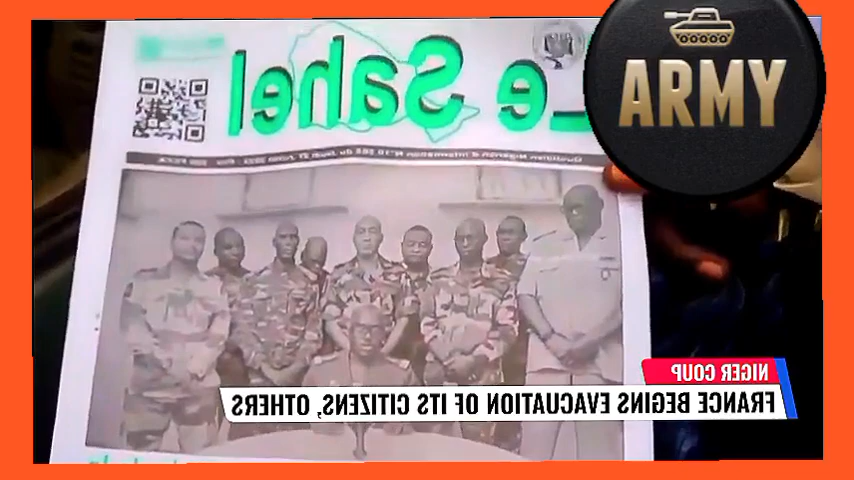 Le Sahel
ARMY
NIGER COUP
FRANCE BEGINS EVACUATION OF ITS CITIZENS, OTHERS